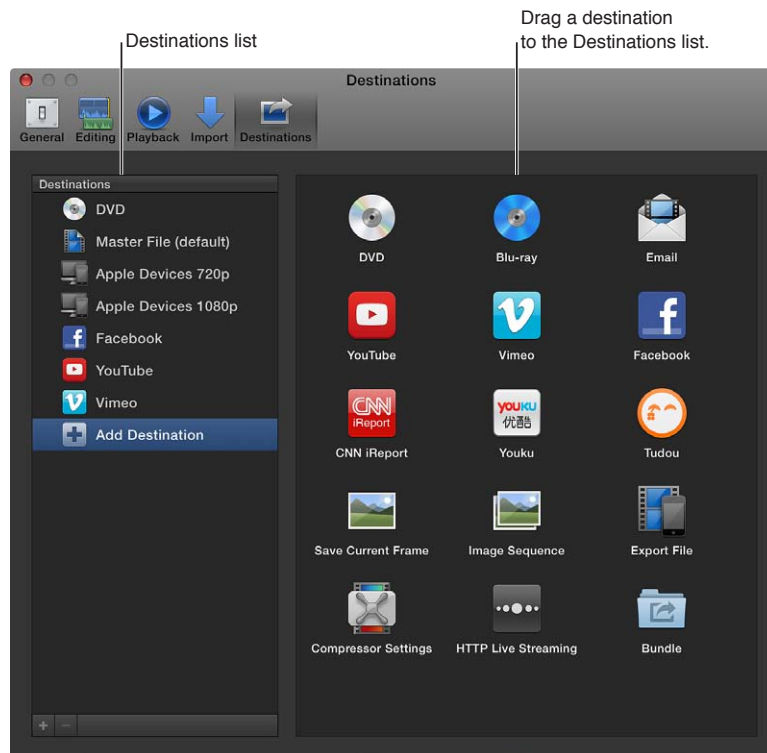 Drag a destination
Destinations list
to the Destinations list.
Destinations
General Editing Playback Import Destinations
Destinations
DVD
Master File (default)
Apple Devices 720p
Apple Devices 1080p
Facebook
YouTube
Vimeo
Add Destination
DVD Blu-ray Email
YouTube Vimeo Facebook
CNN
iReport
YOUKU
优酷
CNN iReport Youku Tudou
Save Current Frame Image Sequence Export File
Compressor Settings HTTP Live Streaming Bundle